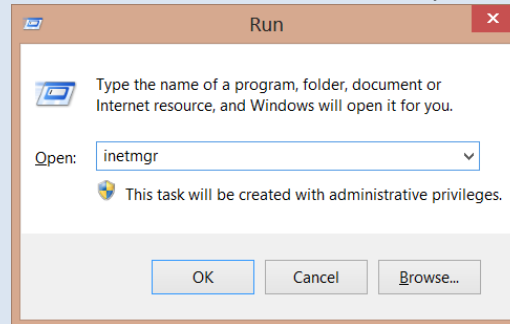 Run
Type the name of a program, folder, document or
Internet resource, and Windows will open it for you.
Open: inetmgr
This task will be created with administrative privileges.
OK Cancel Browse...